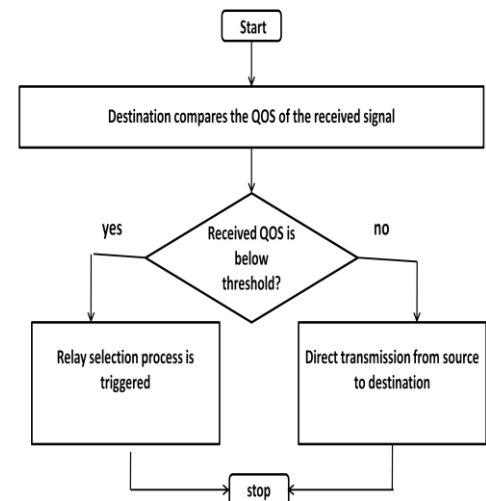 Start
Destination compares the QOS of the received signal
yes
no
Received QOS is
below
threshold?
Relay selection process is
triggered
Direct transmission from source
to destination
stop